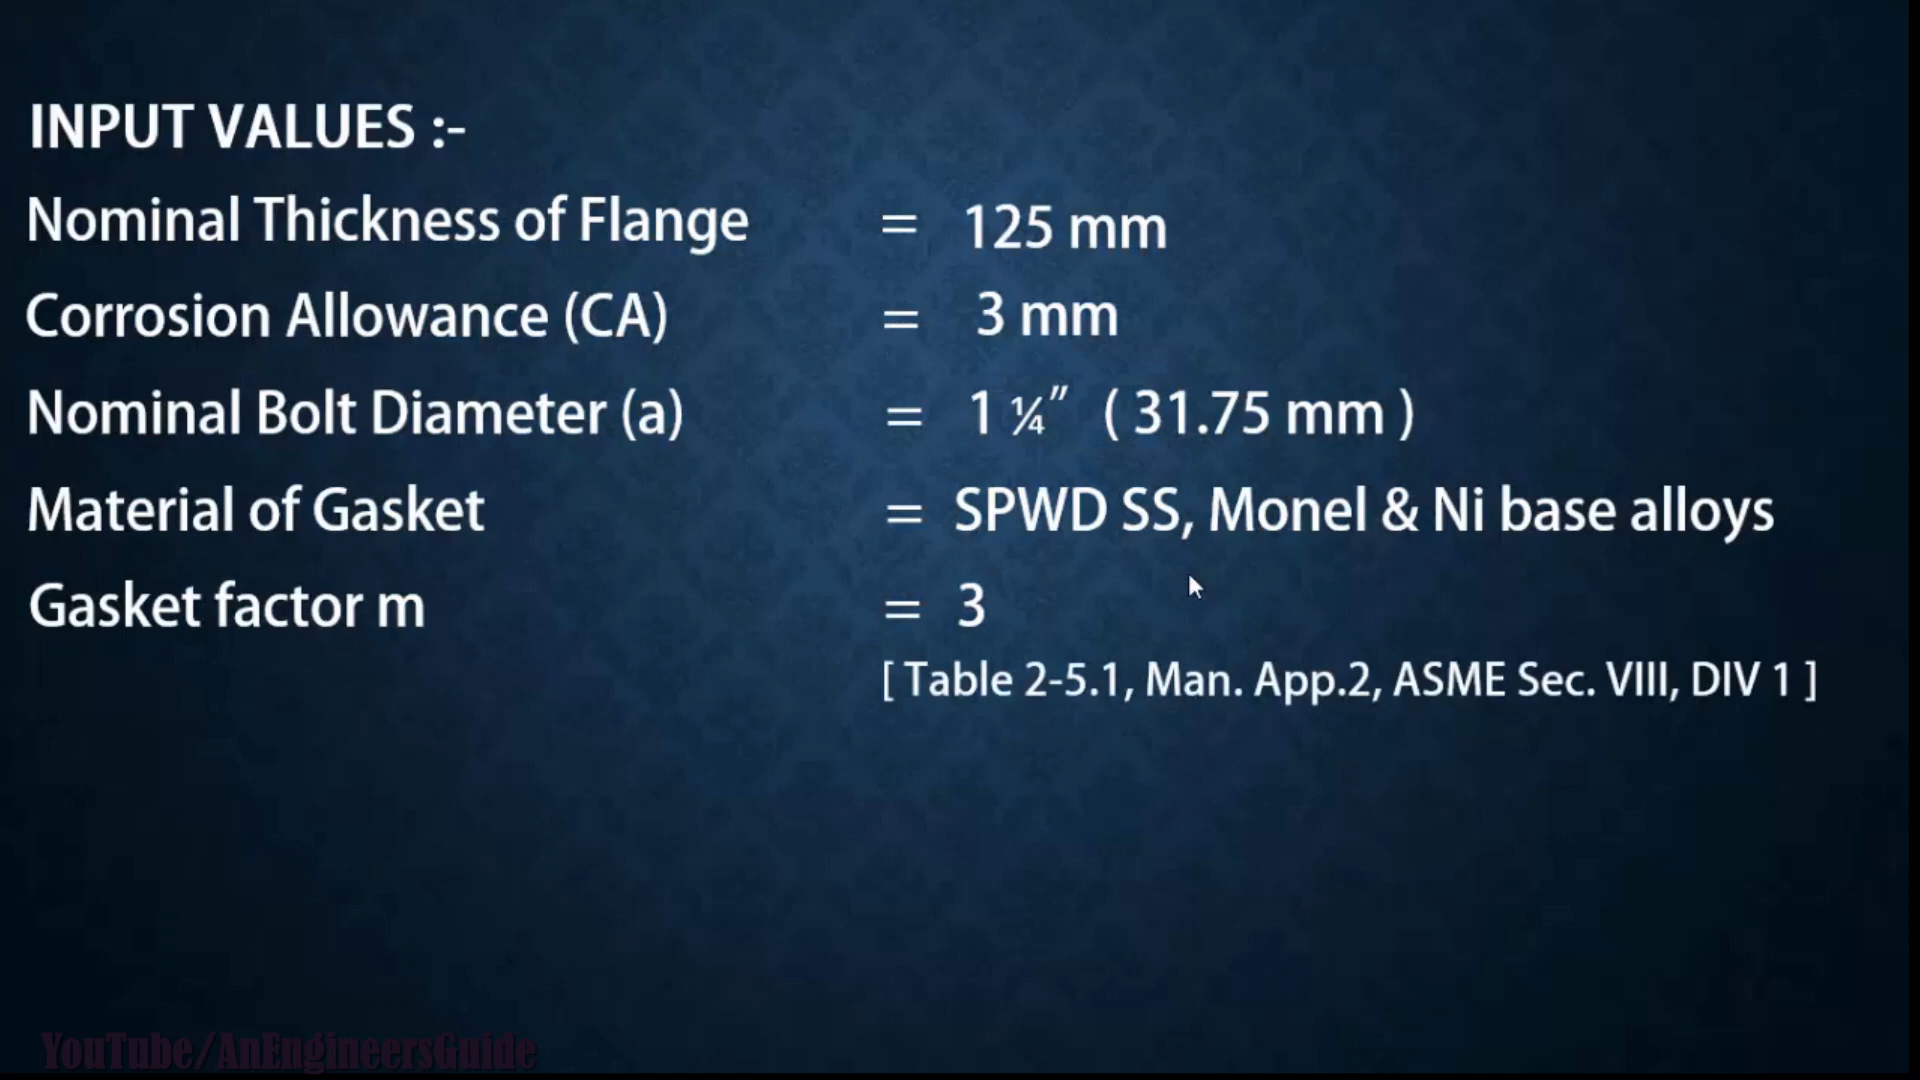 INPUT VALUES :-
Nominal Thickness of Flange = 125 mm
Corrosion Allowance (CA) = 3 mm
Nominal Bolt Diameter (a) = 1 ¼” ( 31.75 mm )
Material of Gasket = SPWD SS, Monel & Ni base alloys
Gasket factor m = 3
[ Table 2-5.1, Man. App.2, ASME Sec. VIII, DIV 1 ]
YouTube/AnEngineersGuide